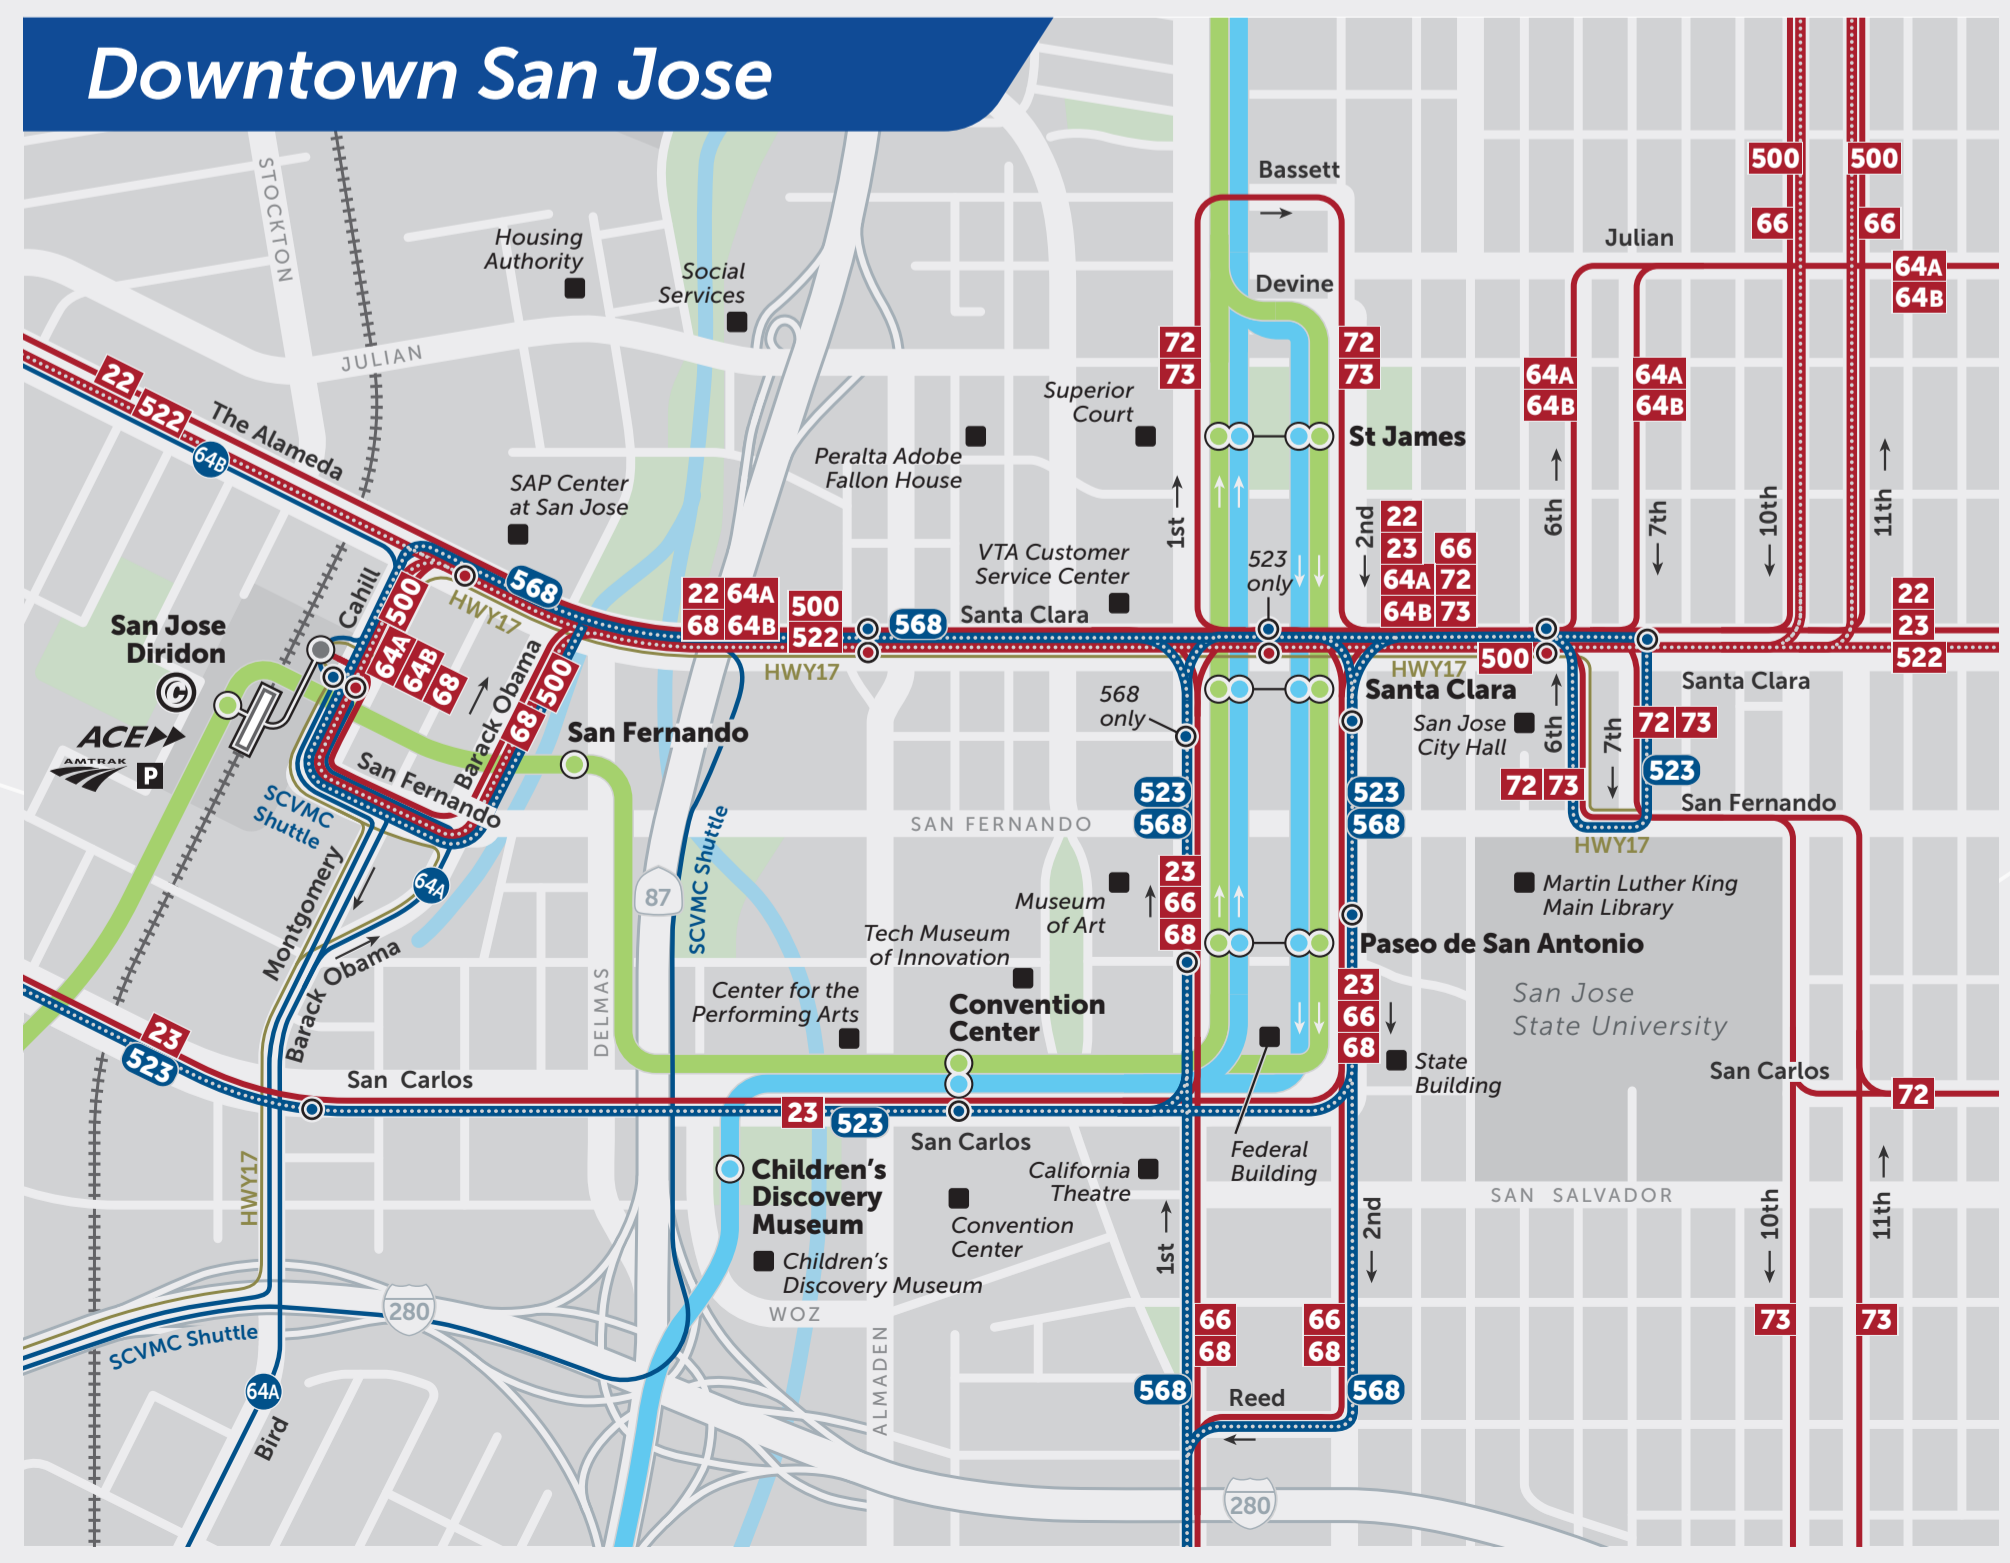 Downtown San Jose
STOCKTON
Housing
Authority
Social
Services
JULIAN
22
522
The Alameda
64B
SAP Center
at San Jose
Peralta Adobe
Fallon House
Superior
Court
VTA Customer
Service Center
Bassett
Devine
72
73
72
73
St James
1st
2nd
523
only
22
23
66
64A
72
64B
73
Julian
500
500
66
66
64A
64B
64A
64B
64A
64B
6th
7th
10th
11th
22
23
522
Cahill
500
568
HWY17
64A
64B
68
San Jose
Diridon
ACE
AMTRAK
P
Barack Obama
500
68
22
64A
68
64B
500
522
568
Santa Clara
HWY17
HWY17
500
Santa Clara
Santa Clara
San Fernando
San Fernando
SCVMC
Shuttle
568
only
San Jose
City Hall
6th
7th
72
73
523
72
73
San Fernando
HWY17
523
568
523
568
SAN FERNANDO
Montgomery
64A
Barack
Obama
87
SCVMC Shuttle
DELMAS
23
66
68
Museum
of Art
Tech Museum
of Innovation
Center for the
Performing Arts
Convention
Center
Martin Luther King
Main Library
Paseo de San Antonio
San Jose
State University
23
66
68
State
Building
23
523
San Carlos
23
523
San Carlos
San Carlos
72
Federal
Building
California
Theatre
Convention
Center
Children's
Discovery
Museum
Children's
Discovery Museum
HWY17
SAN SALVADOR
1st
2nd
10th
11th
WOZ
ALMADEN
280
SCVMC Shuttle
64A
Bird
66
68
66
68
568
568
Reed
73
73
280